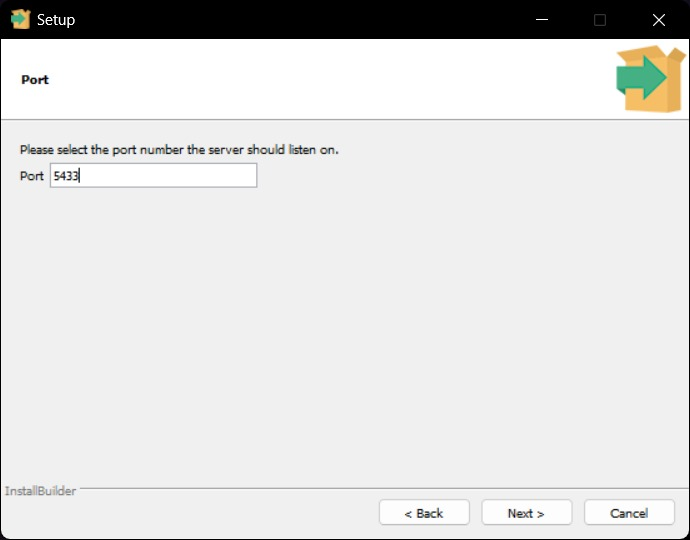 Setup
Port
Please select the port number the server should listen on.
Port 5433
InstallBuilder
< Back Next > Cancel